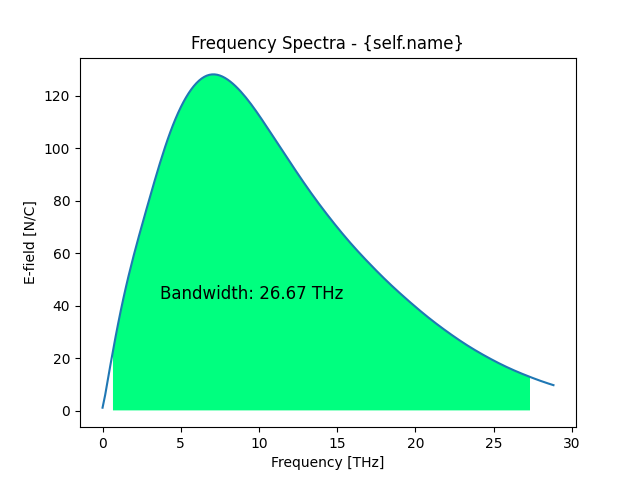 Frequency Spectra - {self.name}
E-field [N/C]
120
100
80
60
40
20
0
Bandwidth: 26.67 THz
0 5 10 15 20 25 30
Frequency [THz]